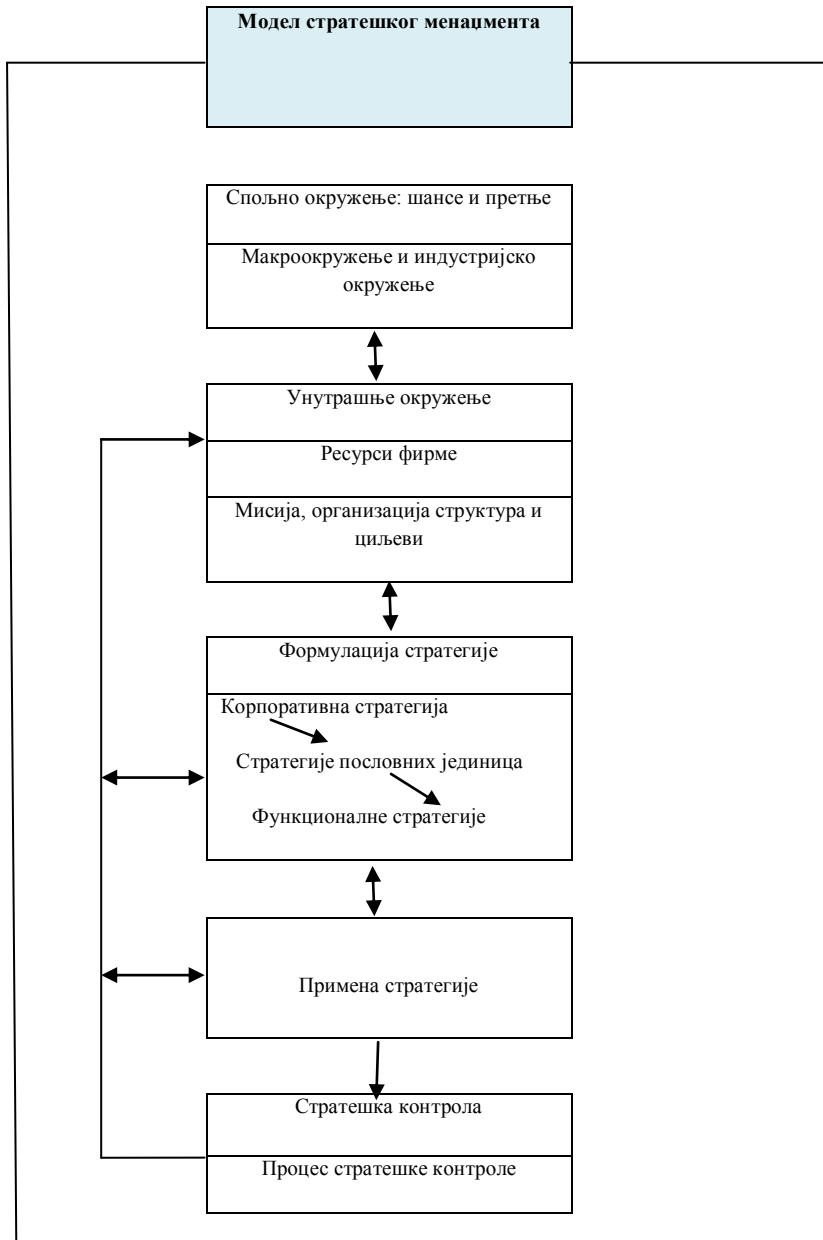 Модел стратешког менаџмента
Спољно окружење: шансе и претње
Макроокружење и индустријско
окружење
Унутрашње окружење
Ресурси фирме
Мисија, организација структура и
циљеви
Формулација стратегије
Корпоративна стратегија
Стратегије пословних јединица
Функционалне стратегије
Примена стратегије
Стратешка контрола
Процес стратешке контроле